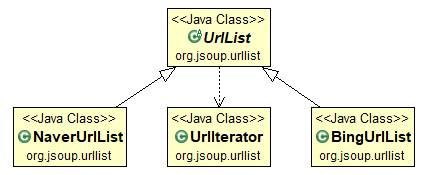 <<Java Class>>
UrlList
org.jsoup.urllist
<<Java Class>>
NaverUrlList
org.jsoup.urllist
<<Java Class>>
UrlIterator
org.jsoup.urllist
<<Java Class>>
BingUrlList
org.jsoup.urllist